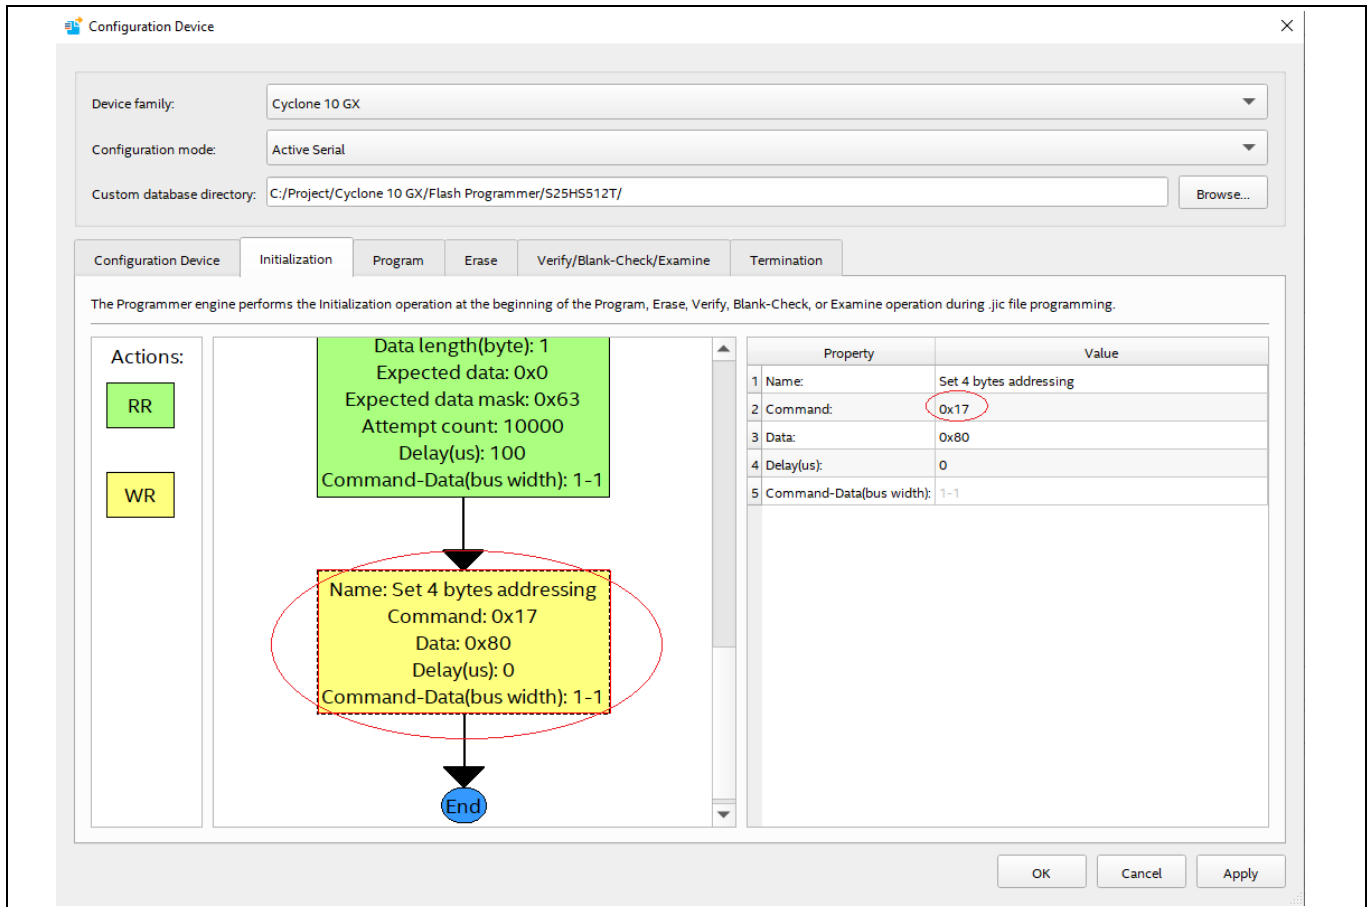 Configuration Device
Device family:
Cyclone 10 GX
Configuration mode:
Active Serial
Custom database directory:
C:/Project/Cyclone 10 GX/Flash Programmer/S25HS512T/
Browse...
Configuration Device
Initialization
Program
Erase
Verify/Blank-Check/Examine
Termination
The Programmer engine performs the Initialization operation at the beginning of the Program, Erase, Verify, Blank-Check, or Examine operation during .jic file programming.
Actions:
RR
WR
Data length(byte): 1
Expected data: 0x0
Expected data mask: 0x63
Attempt count: 10000
Delay(us): 100
Command-Data(bus width): 1-1
Name: Set 4 bytes addressing
Command: 0x17
Data: 0x80
Delay(us): 0
Command-Data(bus width): 1-1
End
Property Value
1 Name: Set 4 bytes addressing
2 Command: 0x17
3 Data: 0x80
4 Delay(us): 0
5 Command-Data(bus width): 1-1
OK
Cancel
Apply